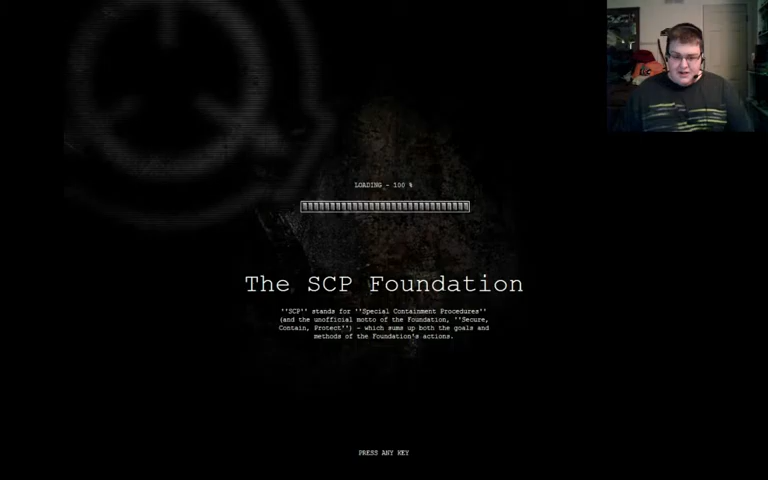 LOADING - 100 %
The SCP Foundation
''SCP'' stands for ''Special Containment Procedures''
(and the unofficial motto of the Foundation, ''Secure,
Contain, Protect'') - which sums up both the goals and
methods of the Foundation's actions.
PRESS ANY KEY